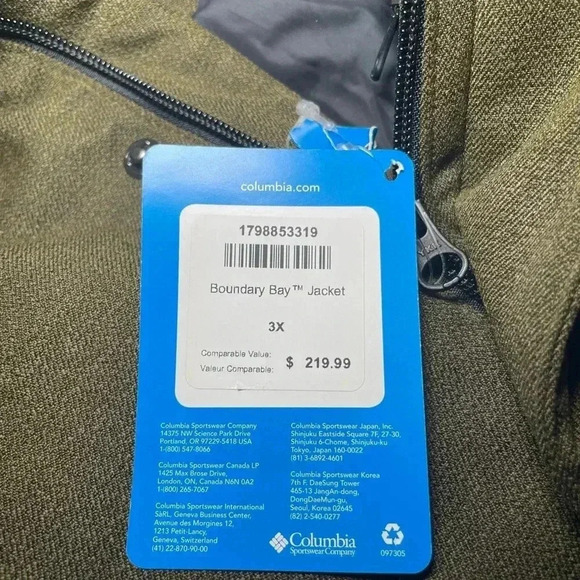 columbia.com
1798853319
Boundary Bay™ Jacket
3X
Comparable Value:
Valeur Comparable: $ 219.99
Columbia Sportswear Company
14375 NW Science Park Drive
Portland, OR 97229-5418 USA
1-(800) 547-8066
Columbia Sportswear Canada LP
1425 Max Brose Drive,
London, ON, Canada N6N 0A2
1-(800) 265-7067
Columbia Sportswear International
SáRL, Geneva Business Center,
Avenue des Morgines 12,
1213 Petit-Lancy,
Geneva, Switzerland
(41) 22-870-90-00
Columbia Sportswear Japan, Inc.
Shinjuku Eastside Square 7F, 27-30,
Shinjuku 6-Chome, Shinjuku-ku
Tokyo, Japan 160-0022
(81) 3-6892-4601
Columbia Sportswear Korea
7th F. DaeSung Tower
465-13 JangAn-dong,
DongDaeMun-gu,
Seoul, Korea 02645
(82) 2-540-0277
Columbia
Sportswear Company
097305